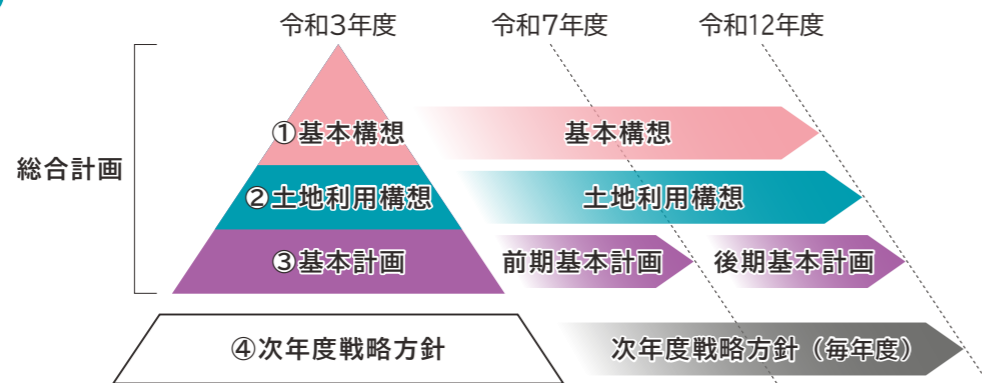 令和3年度
令和7年度
令和12年度
総合計画
①基本構想
基本構想
②土地利用構想
土地利用構想
③基本計画
前期基本計画
後期基本計画
④次年度戦略方針
次年度戦略方針（毎年度）